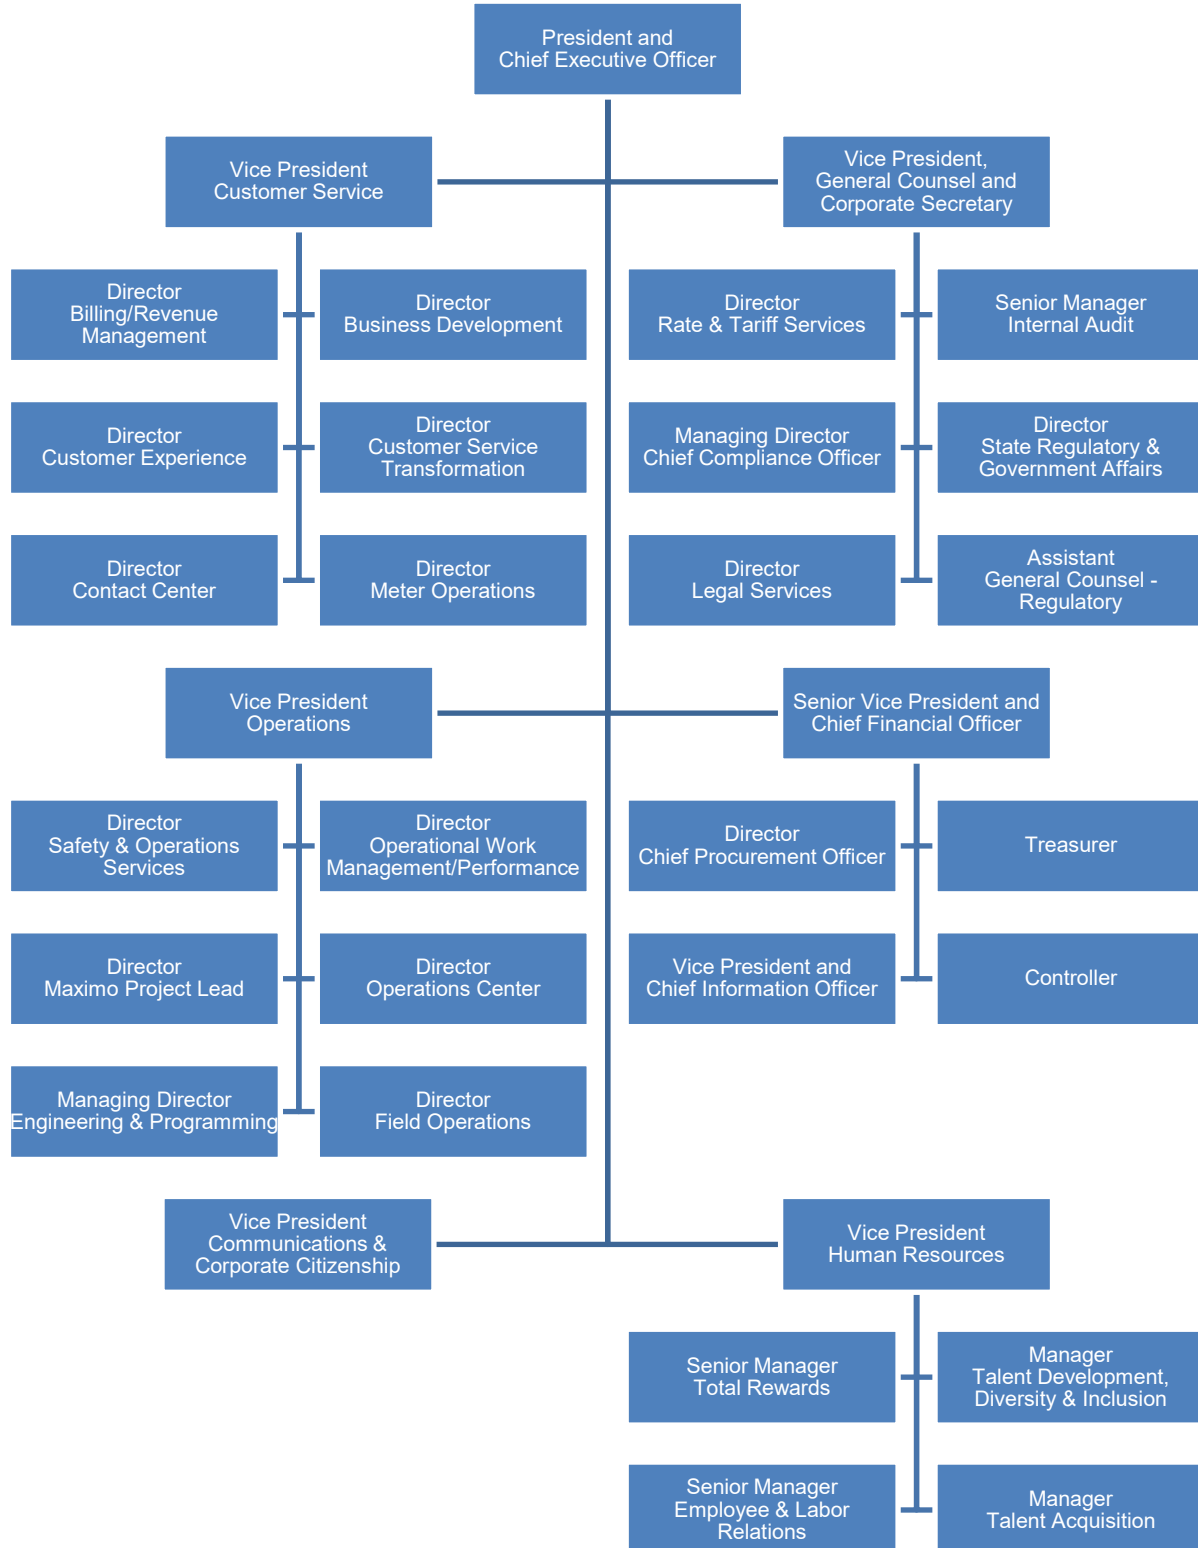 President and
Chief Executive Officer
Vice President
Customer Service
Vice President,
General Counsel and
Corporate Secretary
Director
Billing/Revenue
Management
Director
Business Development
Director
Rate & Tariff Services
Senior Manager
Internal Audit
Director
Customer Experience
Director
Customer Service
Transformation
Managing Director
Chief Compliance Officer
Director
State Regulatory &
Government Affairs
Director
Contact Center
Director
Meter Operations
Director
Legal Services
Assistant
General Counsel -
Regulatory
Vice President
Operations
Senior Vice President and
Chief Financial Officer
Director
Safety & Operations
Services
Director
Operational Work
Management/Performance
Director
Chief Procurement Officer
Treasurer
Director
Maximo Project Lead
Director
Operations Center
Vice President and
Chief Information Officer
Controller
Managing Director
Engineering & Programming
Director
Field Operations
Vice President
Communications &
Corporate Citizenship
Vice President
Human Resources
Senior Manager
Total Rewards
Manager
Talent Development,
Diversity & Inclusion
Senior Manager
Employee & Labor
Relations
Manager
Talent Acquisition